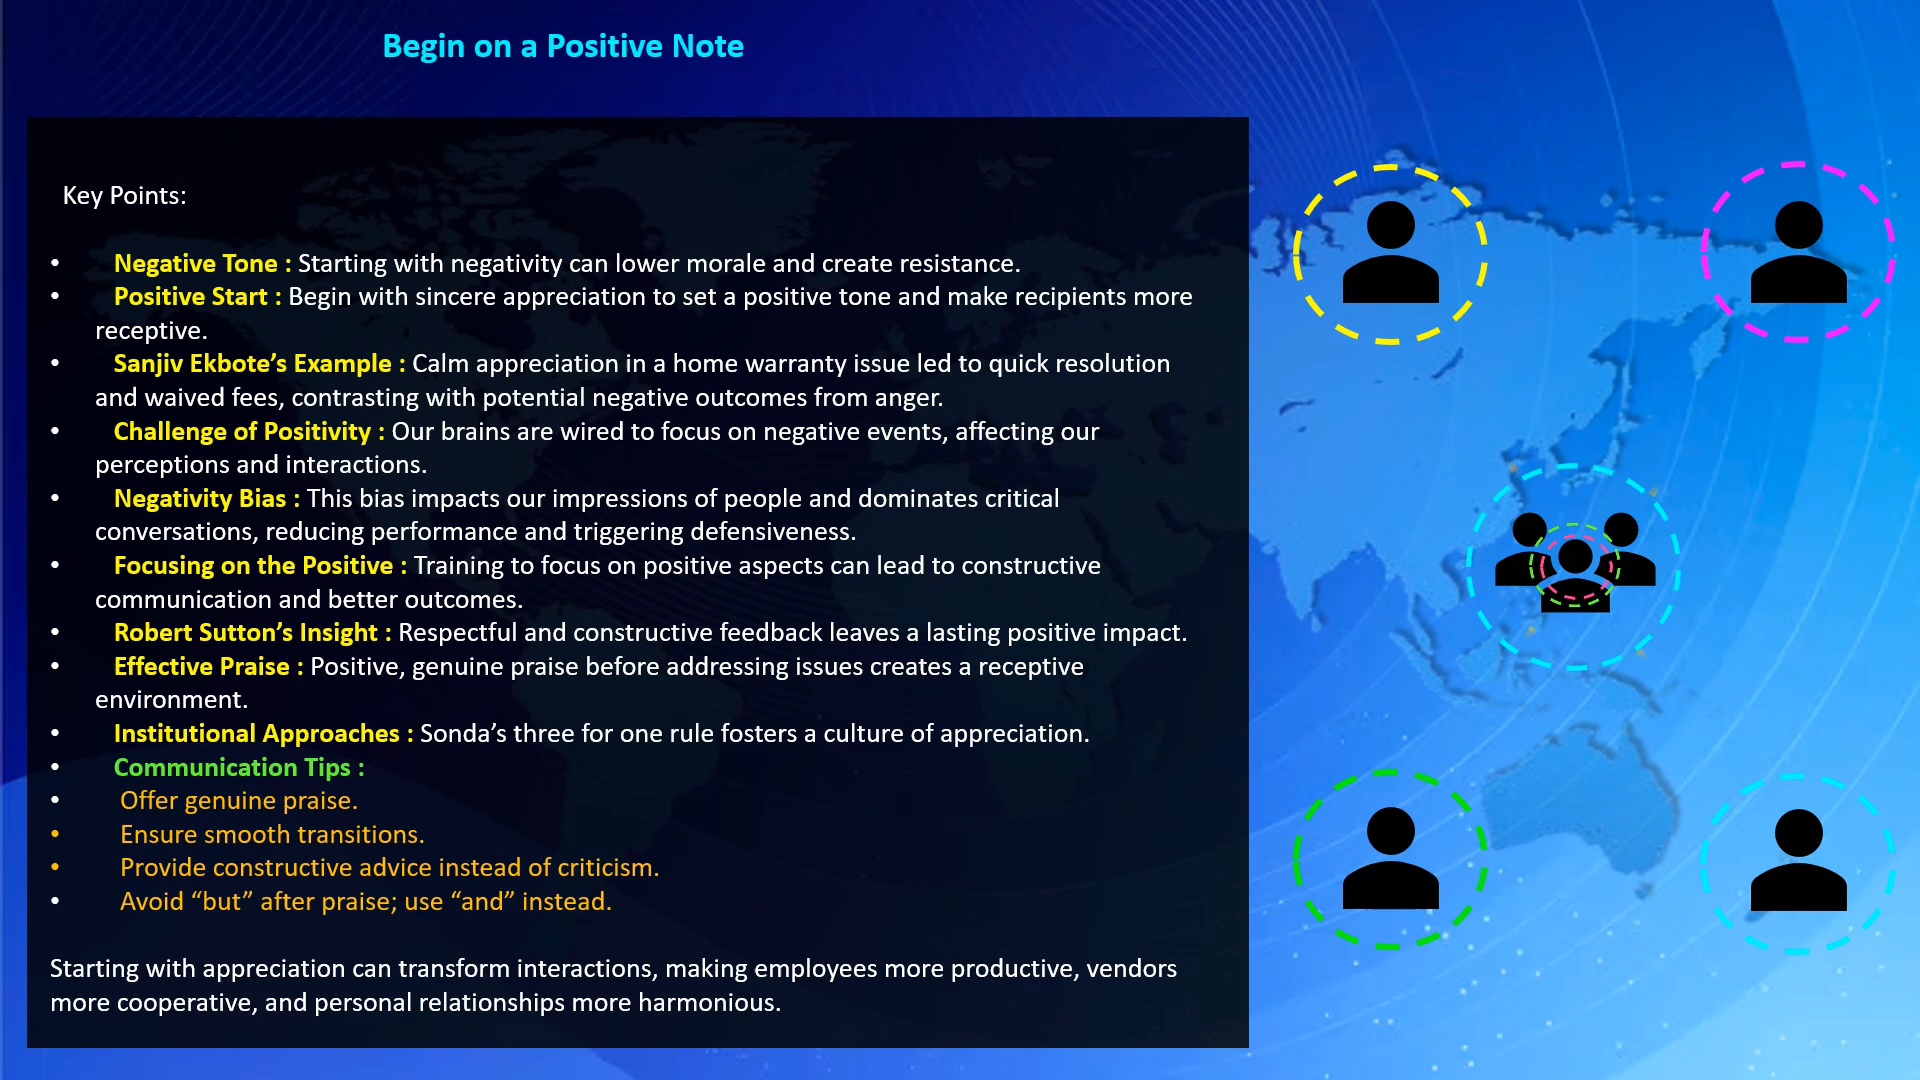 Begin on a Positive Note
Key Points:
• Negative Tone : Starting with negativity can lower morale and create resistance.
• Positive Start : Begin with sincere appreciation to set a positive tone and make recipients more
receptive.
• Sanjiv Ekbote’s Example : Calm appreciation in a home warranty issue led to quick resolution
and waived fees, contrasting with potential negative outcomes from anger.
• Challenge of Positivity : Our brains are wired to focus on negative events, affecting our
perceptions and interactions.
• Negativity Bias : This bias impacts our impressions of people and dominates critical
conversations, reducing performance and triggering defensiveness.
• Focusing on the Positive : Training to focus on positive aspects can lead to constructive
communication and better outcomes.
• Robert Sutton’s Insight : Respectful and constructive feedback leaves a lasting positive impact.
• Effective Praise : Positive, genuine praise before addressing issues creates a receptive
environment.
• Institutional Approaches : Sonda’s three for one rule fosters a culture of appreciation.
• Communication Tips :
• Offer genuine praise.
• Ensure smooth transitions.
• Provide constructive advice instead of criticism.
• Avoid “but” after praise; use “and” instead.
Starting with appreciation can transform interactions, making employees more productive, vendors
more cooperative, and personal relationships more harmonious.